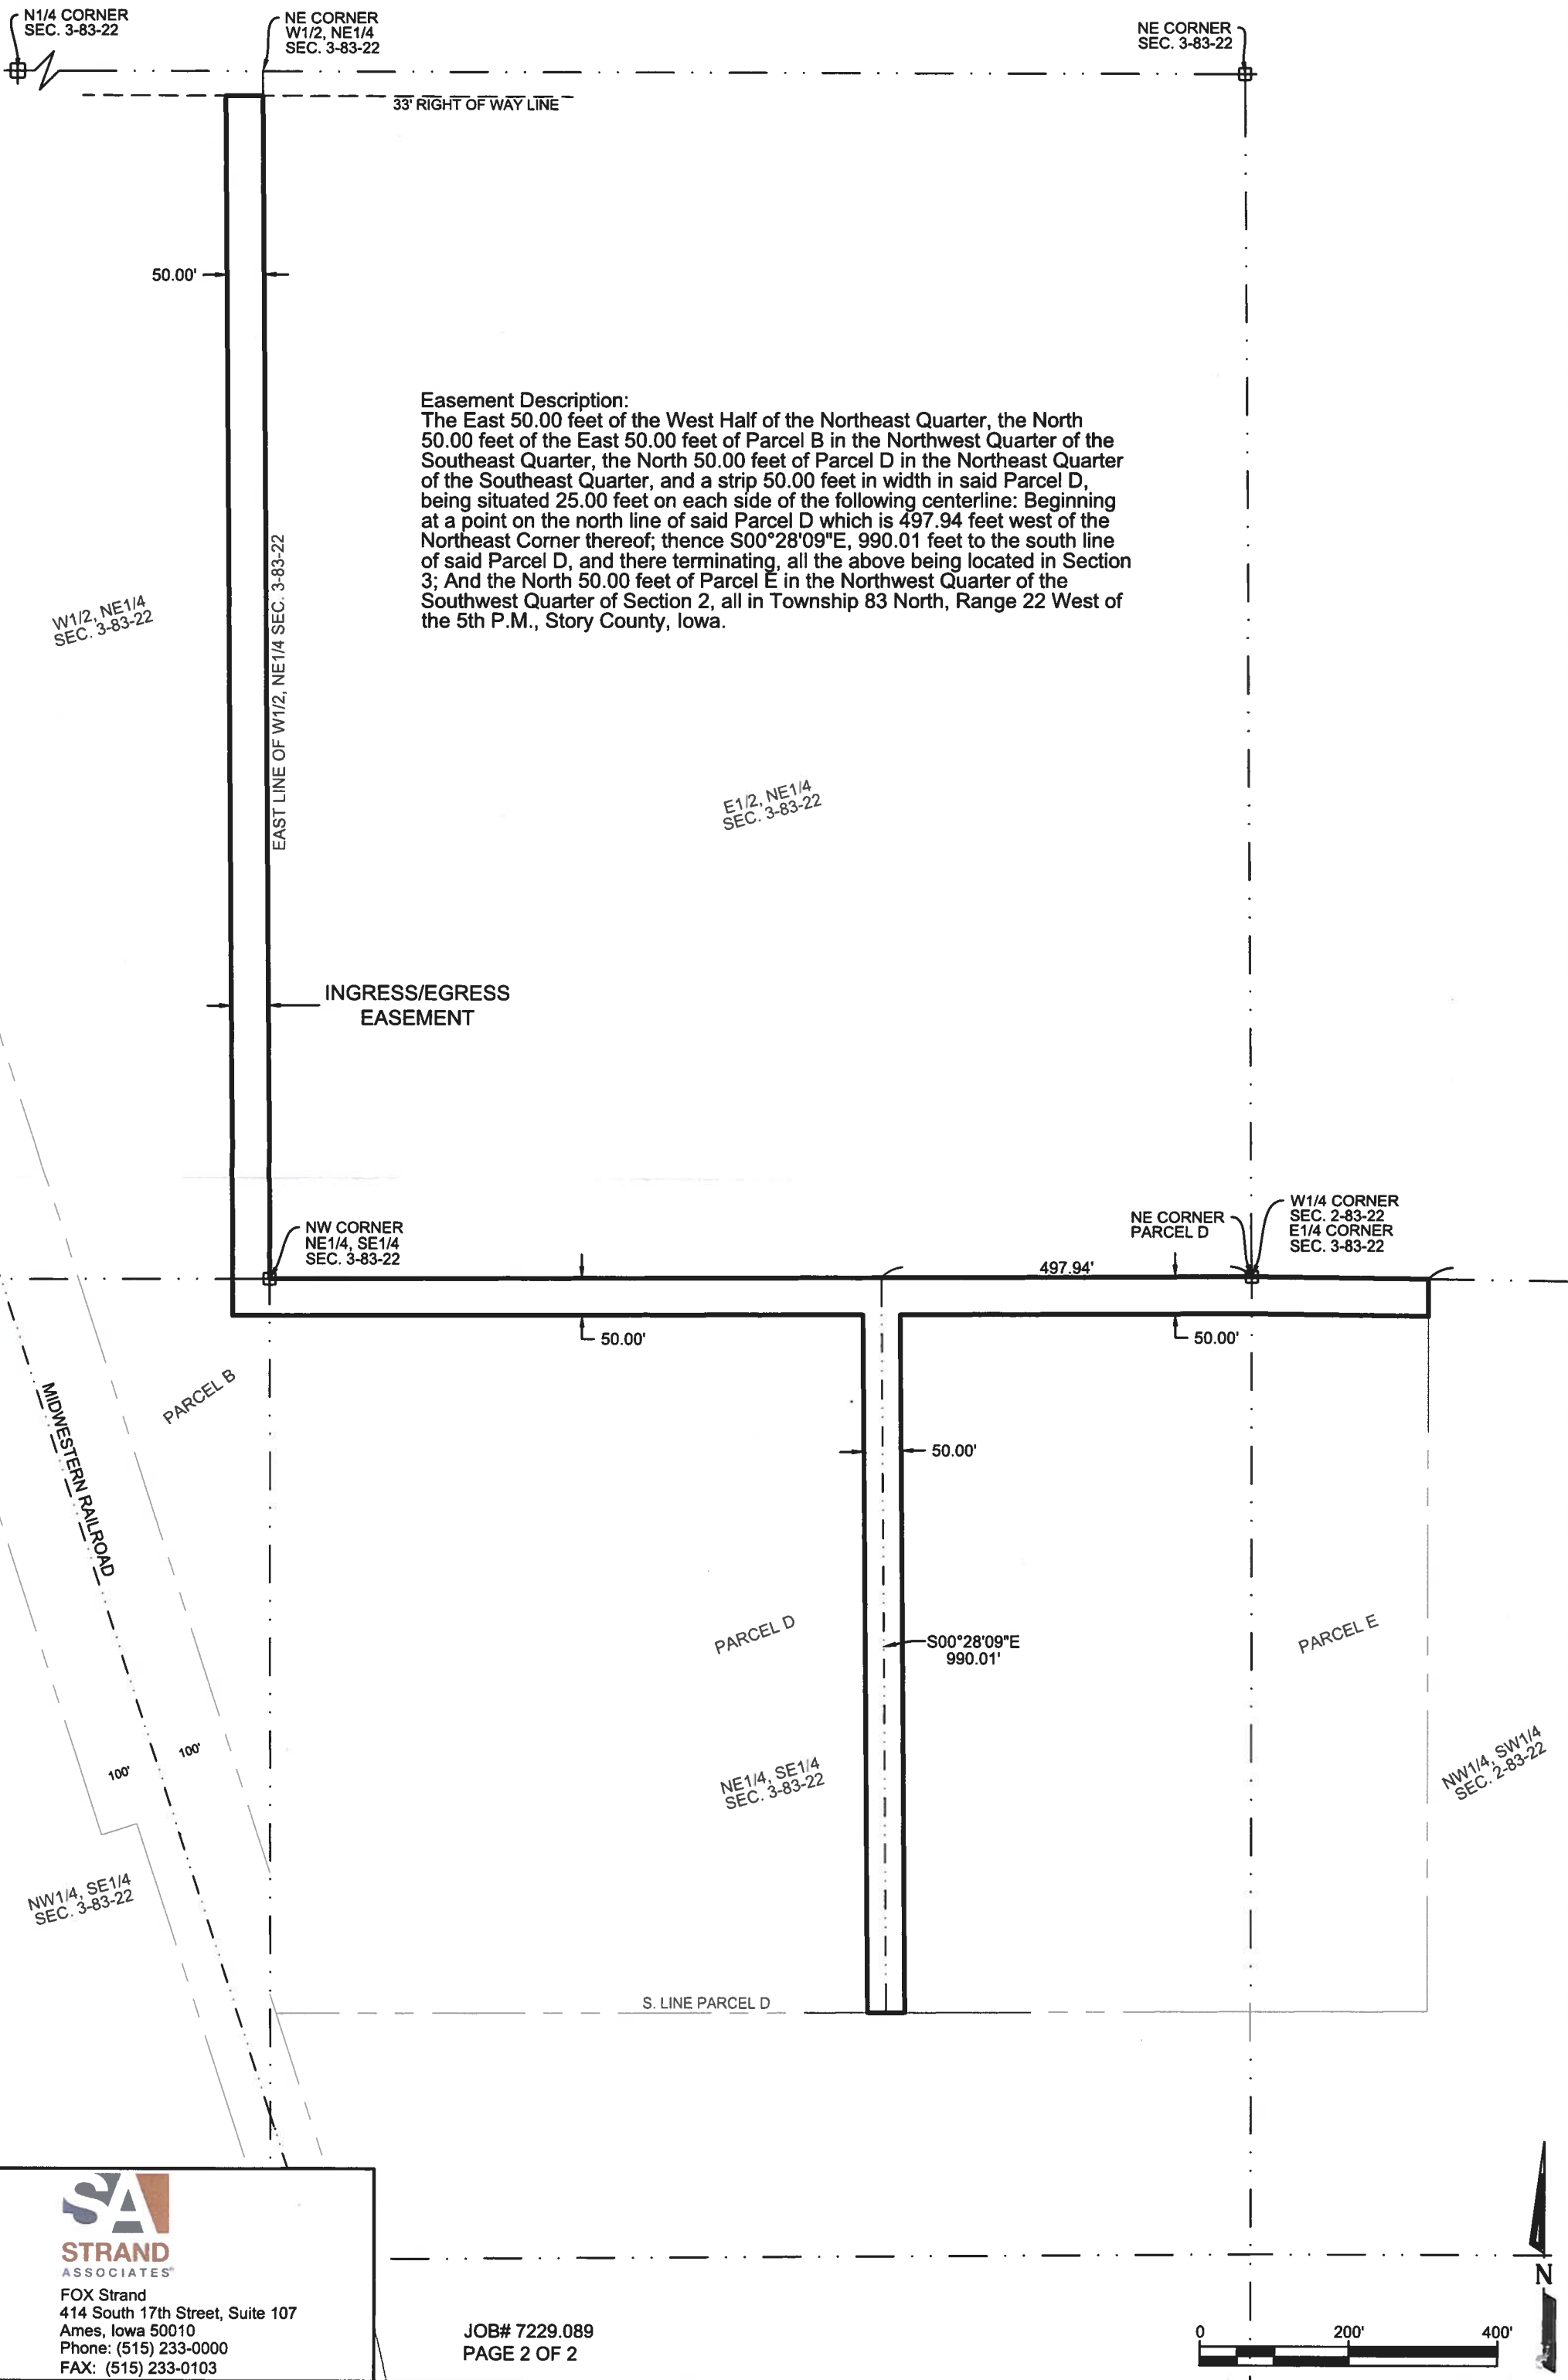 N1/4 CORNER
SEC. 3-83-22
NE CORNER
W1/2, NE1/4
SEC. 3-83-22
NE CORNER
SEC. 3-83-22
33' RIGHT OF WAY LINE
50.00'
Easement Description:
The East 50.00 feet of the West Half of the Northeast Quarter, the North
50.00 feet of the East 50.00 feet of Parcel B in the Northwest Quarter of the
Southeast Quarter, the North 50.00 feet of Parcel D in the Northeast Quarter
of the Southeast Quarter, and a strip 50.00 feet in width in said Parcel D,
being situated 25.00 feet on each side of the following centerline: Beginning
at a point on the north line of said Parcel D which is 497.94 feet west of the
Northeast Corner thereof; thence S00°28'09"E, 990.01 feet to the south line
of said Parcel D, and there terminating, all the above being located in Section
3; And the North 50.00 feet of Parcel E in the Northwest Quarter of the
Southwest Quarter of Section 2, all in Township 83 North, Range 22 West of
the 5th P.M., Story County, Iowa.
W1/2, NE1/4
SEC. 3-83-22
EAST LINE OF W1/2, NE1/4 SEC. 3-83-22
E1/2, NE1/4
SEC. 3-83-22
INGRESS/EGRESS
EASEMENT
NW CORNER
NE1/4, SE1/4
SEC. 3-83-22
NE CORNER
PARCEL D
W1/4 CORNER
SEC. 2-83-22
E1/4 CORNER
SEC. 3-83-22
497.94'
50.00'
50.00'
PARCEL B
MIDWESTERN RAILROAD
50.00'
PARCEL D
S00°28'09"E
990.01'
PARCEL E
100'
100'
NE1/4, SE1/4
SEC. 3-83-22
NW1/4, SW1/4
SEC. 2-83-22
NW1/4, SE1/4
SEC. 3-83-22
S. LINE PARCEL D
SA
STRAND
ASSOCIATES®
FOX Strand
414 South 17th Street, Suite 107
Ames, Iowa 50010
Phone: (515) 233-0000
FAX: (515) 233-0103
JOB# 7229.089
PAGE 2 OF 2
0 200' 400'
N